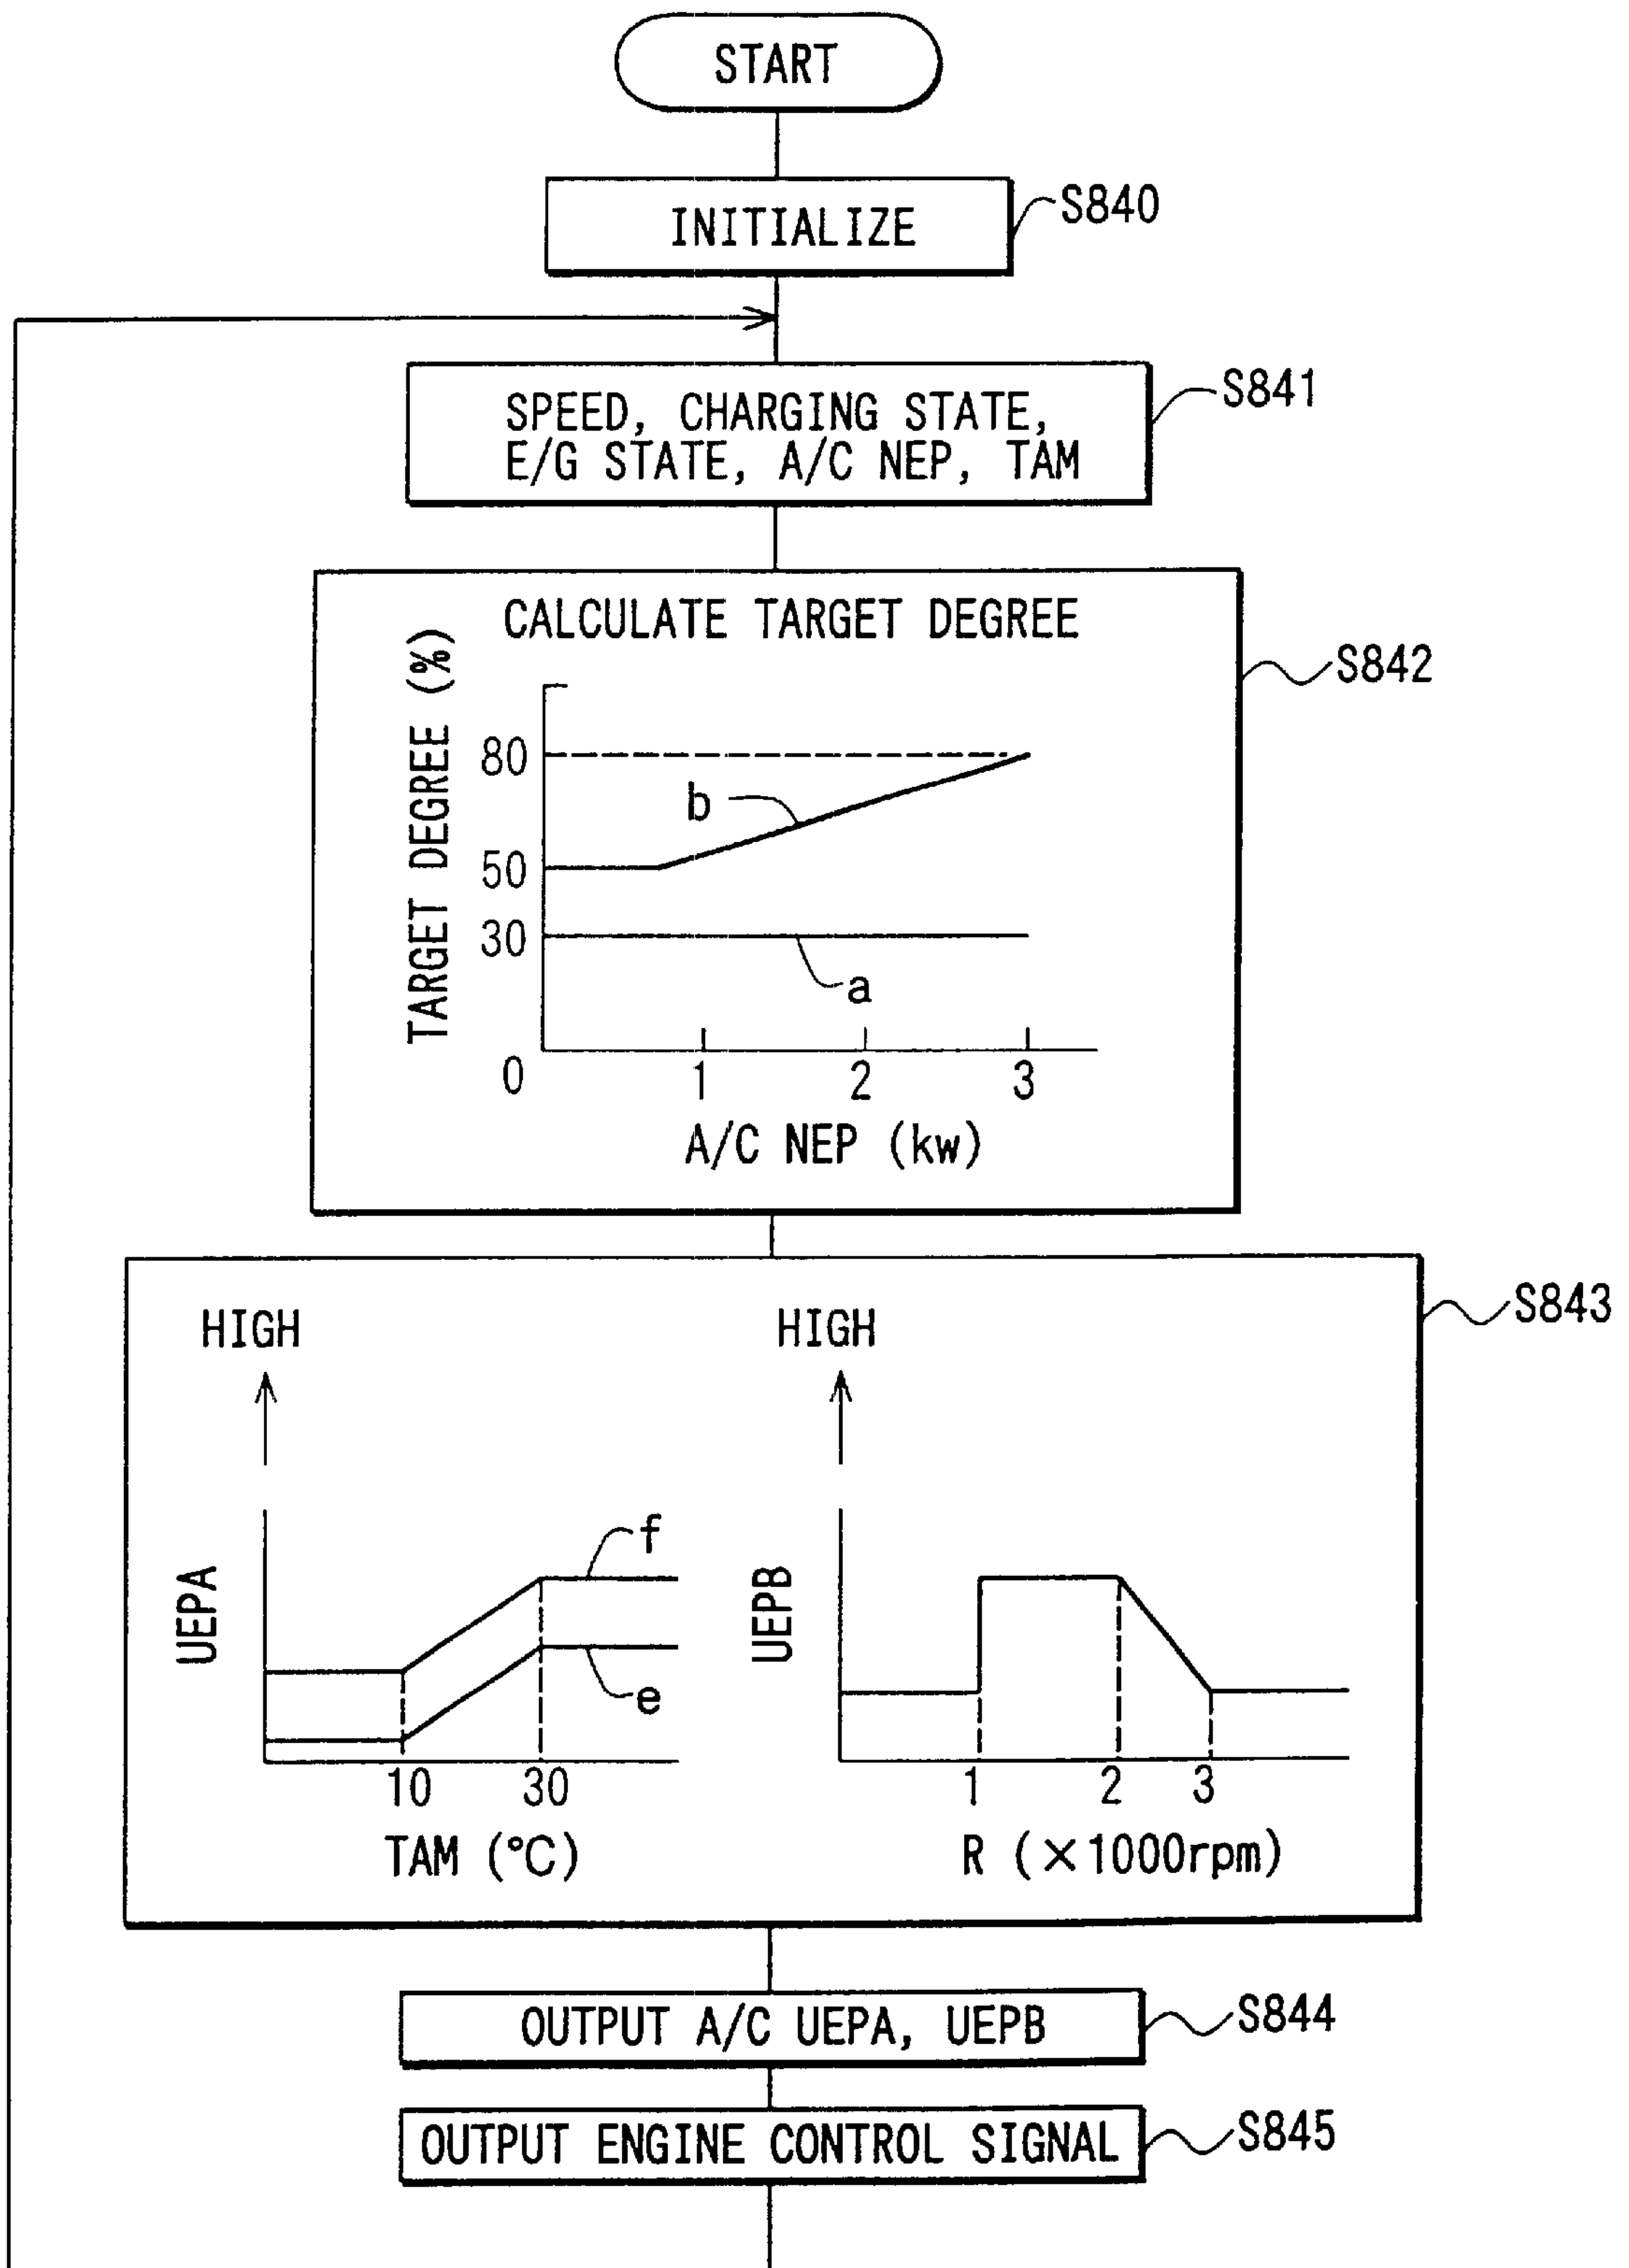 START
INITIALIZE
S840
SPEED, CHARGING STATE,
E/G STATE, A/C NEP, TAM
S841
CALCULATE TARGET DEGREE
S842
TARGET DEGREE (%)
80
50
30
0
b
a
1 2 3
A/C NEP (kw)
S843
HIGH
UEPA
f
e
10 30
TAM (°C)
HIGH
UEPB
1 2 3
R (×1000rpm)
OUTPUT A/C UEPA, UEPB
S844
OUTPUT ENGINE CONTROL SIGNAL
S845